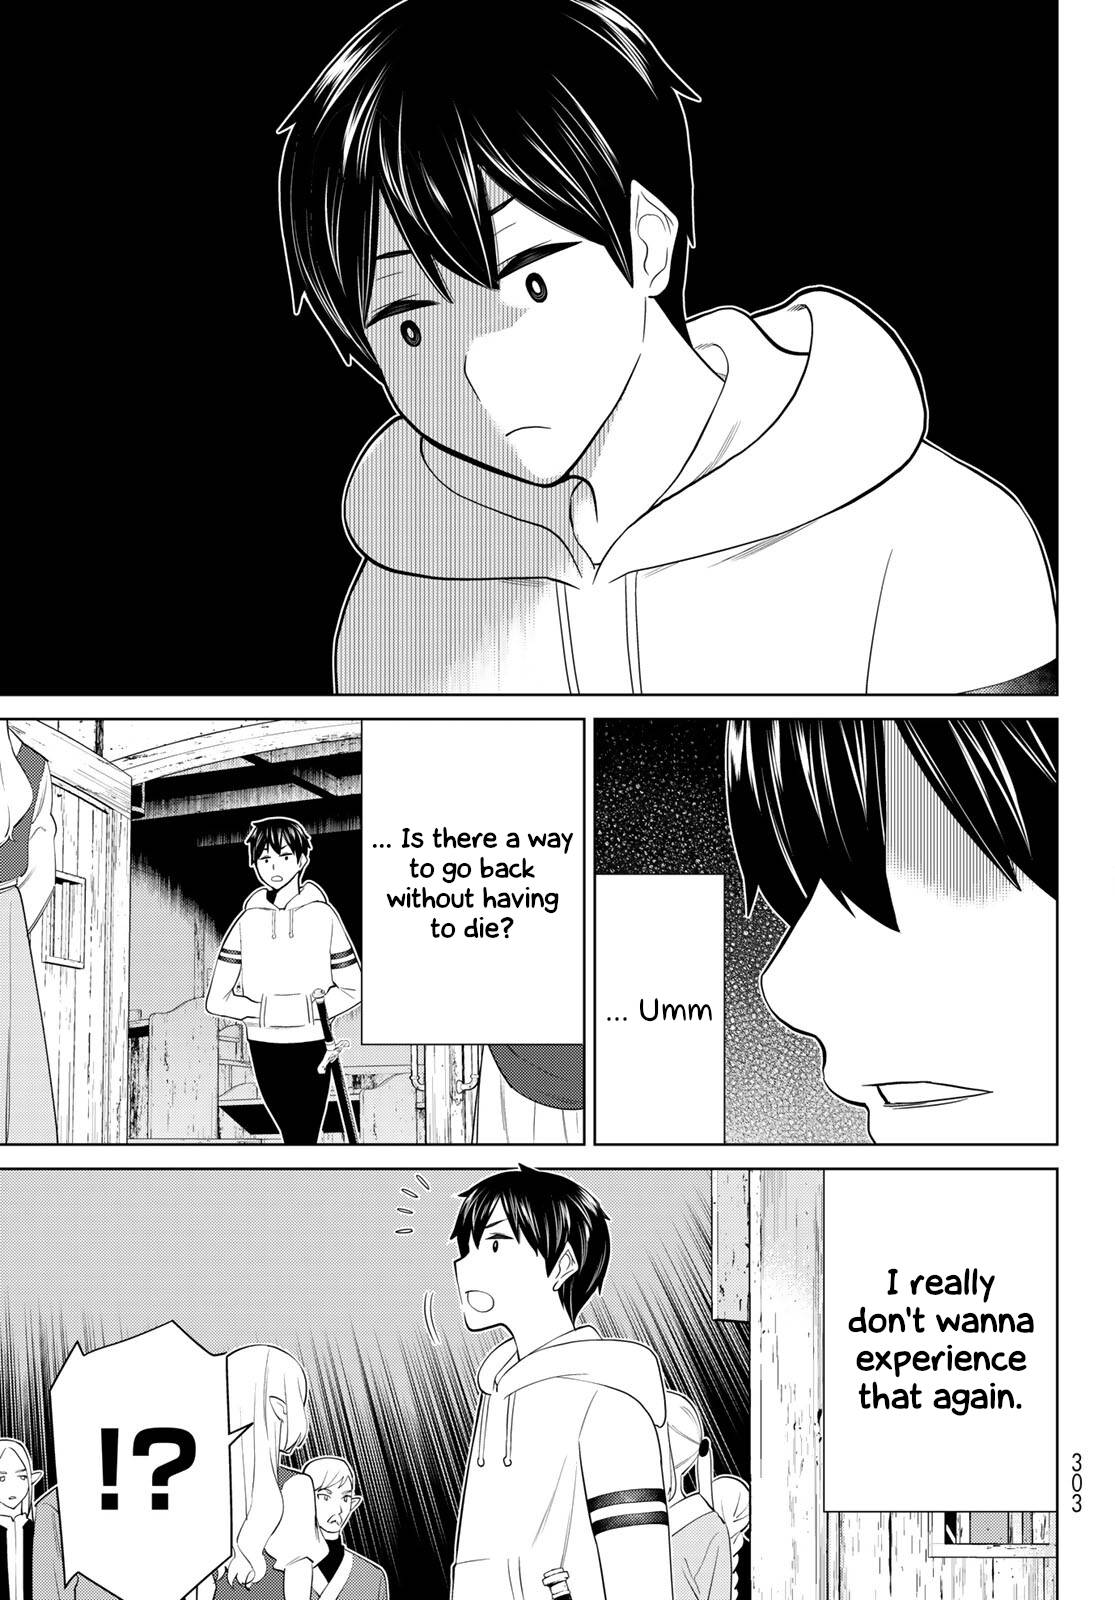 ... Umm
... Is there a way
to go back
without having
to die?
I really
don't wanna
experience
that again.
!?
303